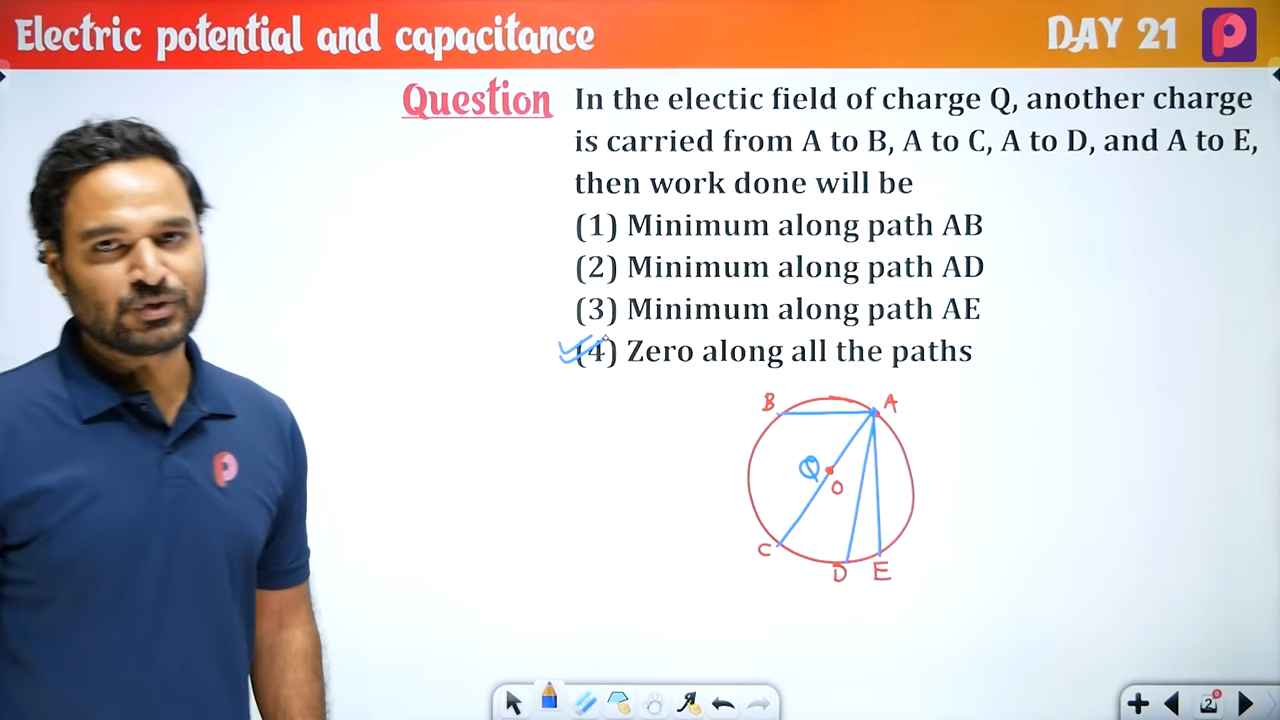 Electric potential and capacitance
DAY 21
Question
In the electic field of charge Q, another charge
is carried from A to B, A to C, A to D, and A to E,
then work done will be
(1) Minimum along path AB
(2) Minimum along path AD
(3) Minimum along path AE
(4) Zero along all the paths
B
A
Q
O
C
D
E
2